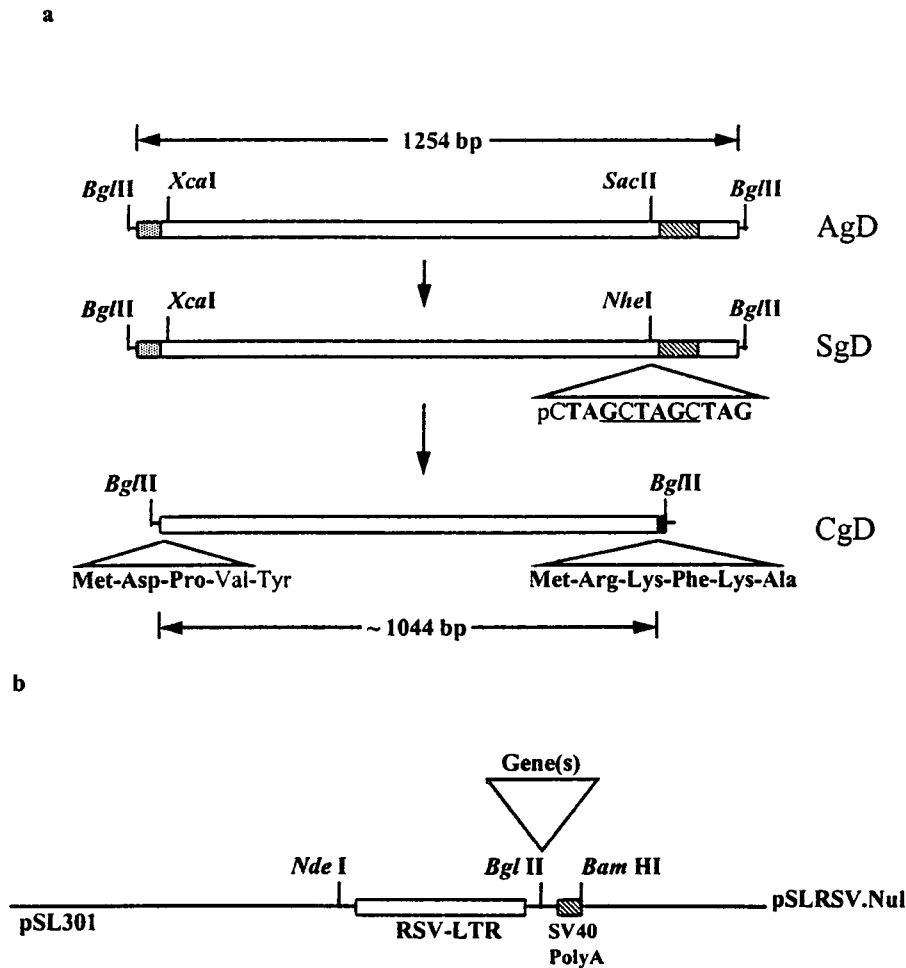 a
1254 bp
BglII XcaI SacII BglII
AgD
BglII XcaI NheI BglII
SgD
pCTAGCTAGCTAG
BglII BglII
CgD
Met-Asp-Pro-Val-Tyr Met-Arg-Lys-Phe-Lys-Ala
~ 1044 bp
b
Gene(s)
Nde I Bgl II Bam HI
pSL301 pSLRSV.Nul
RSV-LTR SV40
PolyA